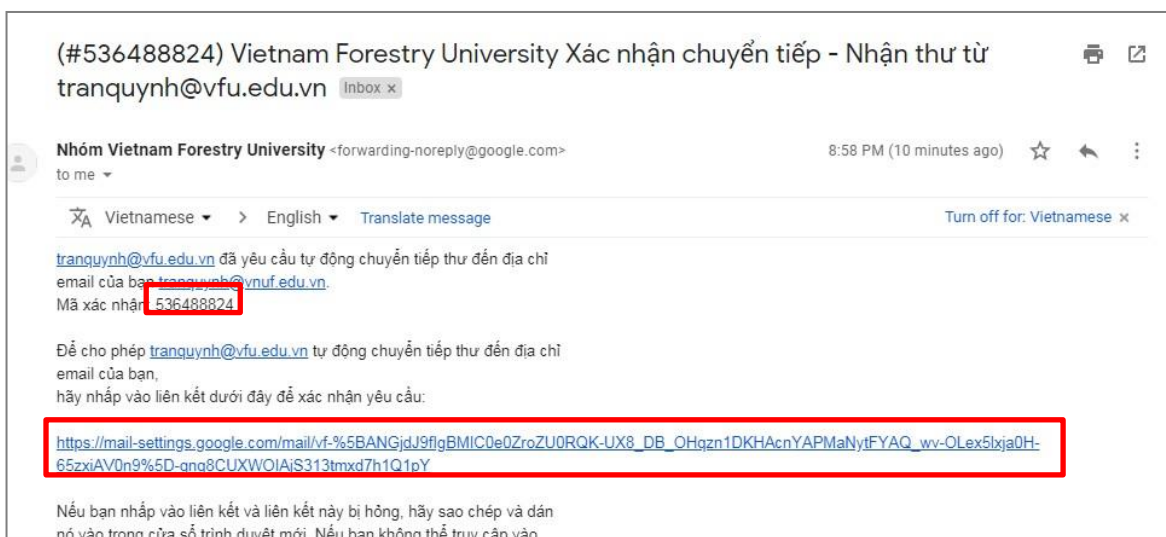 (#536488824) Vietnam Forestry University Xác nhận chuyển tiếp - Nhận thư từ
tranquynh@vfu.edu.vn Inbox x
Nhóm Vietnam Forestry University <forwarding-noreply@google.com> 8:58 PM (10 minutes ago)
to me
Vietnamese > English Translate message Turn off for: Vietnamese x
tranquynh@vfu.edu.vn đã yêu cầu tự động chuyển tiếp thư đến địa chỉ
email của bạn tranquynh@vnuf.edu.vn.
Mã xác nhận: 536488824
Để cho phép tranquynh@vfu.edu.vn tự động chuyển tiếp thư đến địa chỉ
email của bạn,
hãy nhấp vào liên kết dưới đây để xác nhận yêu cầu:
https://mail-settings.google.com/mail/vf-%5BANGjdJ9flgBMIC0e0ZroZU0RQK-UX8_DB_OHqzn1DKHAcnYAPMaNytFYAQ_wv-OLex5lxja0H-
65zxiAV0n9%5D-gng8CUXWOIAjS313tmxd7h1Q1pY
Nếu bạn nhấp vào liên kết và liên kết này bị hỏng, hãy sao chép và dán
nó vào trong cửa sổ trình duyệt mới. Nếu bạn không thể truy cập vào